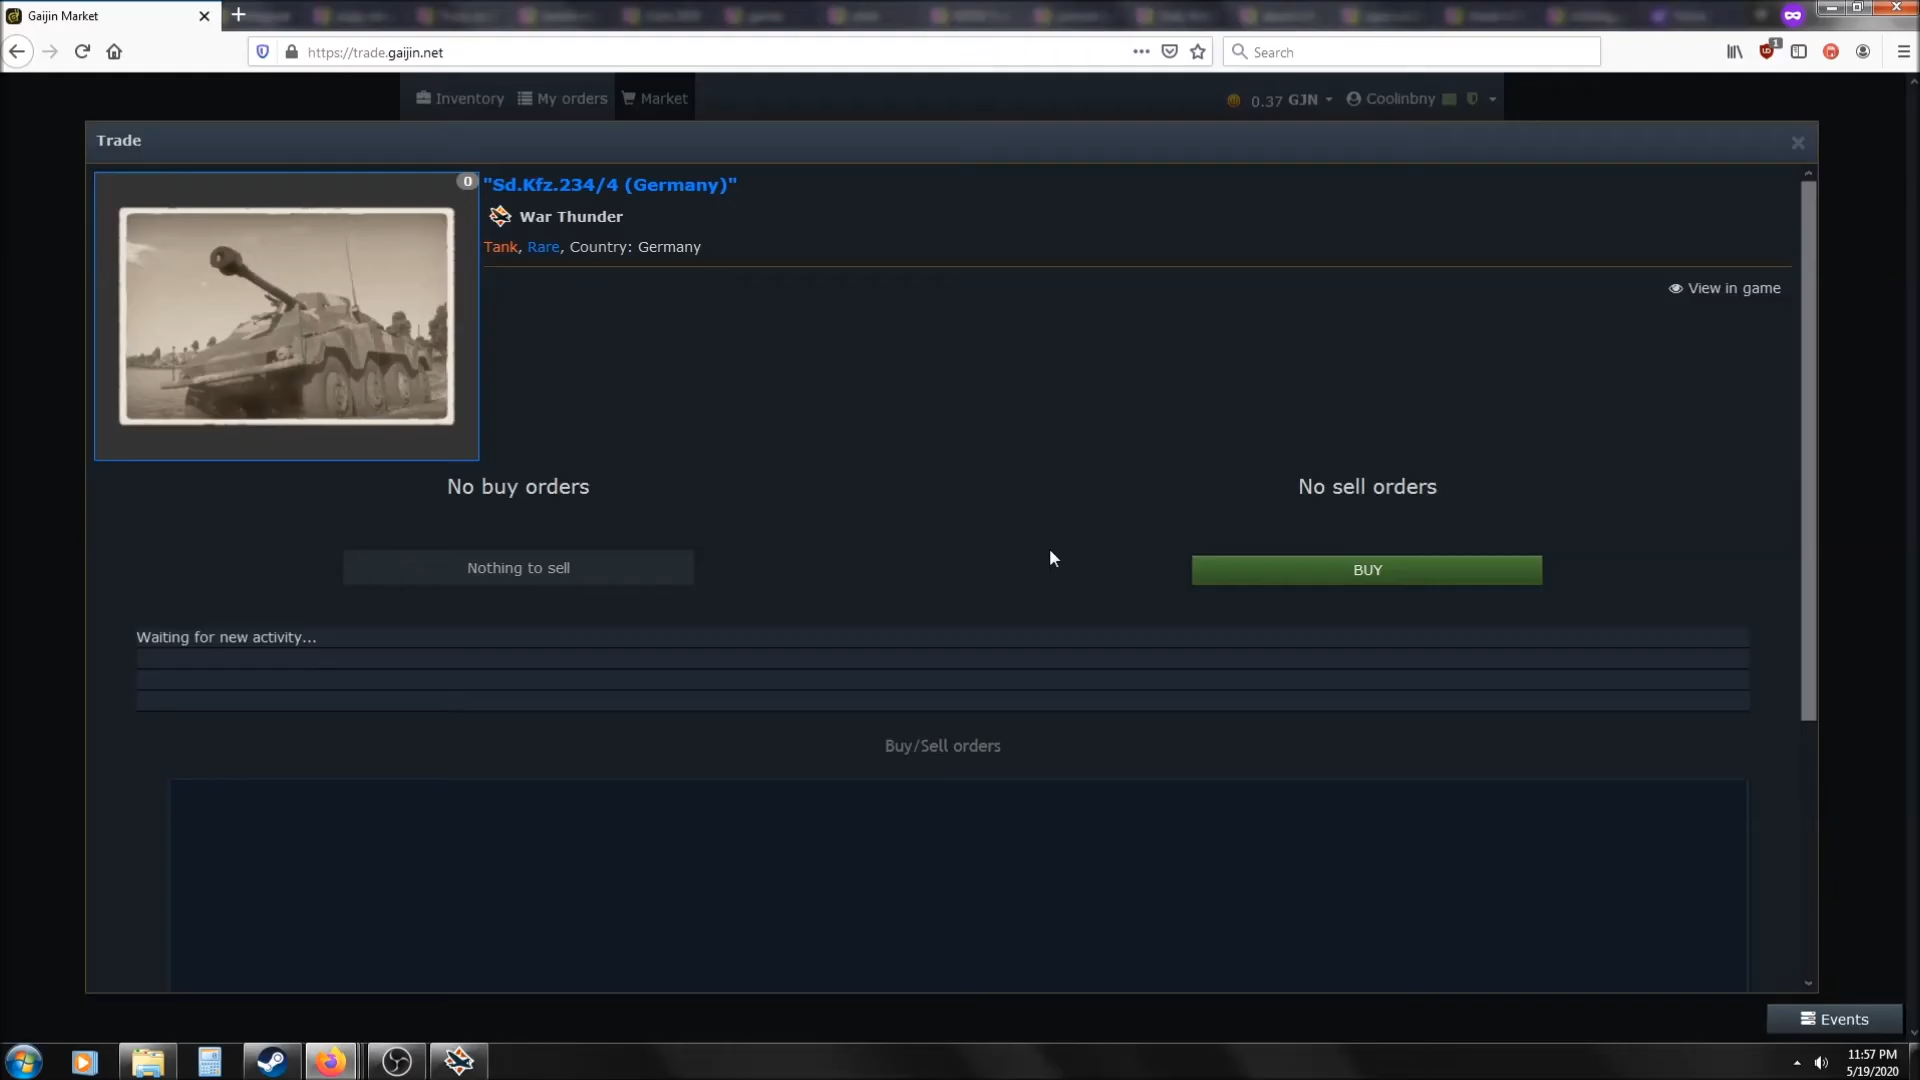 Gaijin Market
https://trade.gaijin.net
Search
1
Inventory
My orders
Market
0.37 GJN
Coolinbny
Trade
0
"Sd.Kfz.234/4 (Germany)"
War Thunder
Tank, Rare, Country: Germany
View in game
No buy orders
No sell orders
Nothing to sell
BUY
Waiting for new activity...
Buy/Sell orders
Events
11:57 PM
5/19/2020